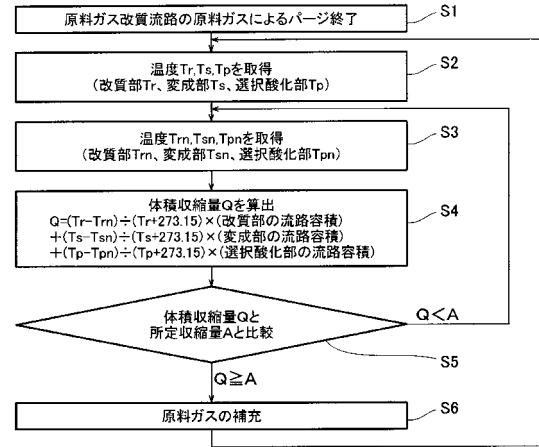 原料ガス改質流路の原料ガスによるパージ終了
S1
温度Tr,Ts,Tpを取得
(改質部Tr、変成部Ts、選択酸化部Tp)
S2
温度Trn,Tsn,Tpnを取得
(改質部Trn、変成部Tsn、選択酸化部Tpn)
S3
体積収縮量Qを算出
Q=(Tr−Trn)÷(Tr+273.15)×(改質部の流路容積)
+(Ts−Tsn)÷(Ts+273.15)×(変成部の流路容積)
+(Tp−Tpn)÷(Tp+273.15)×(選択酸化部の流路容積)
S4
体積収縮量Qと
所定収縮量Aと比較
Q<A
S5
Q≧A
原料ガスの補充
S6